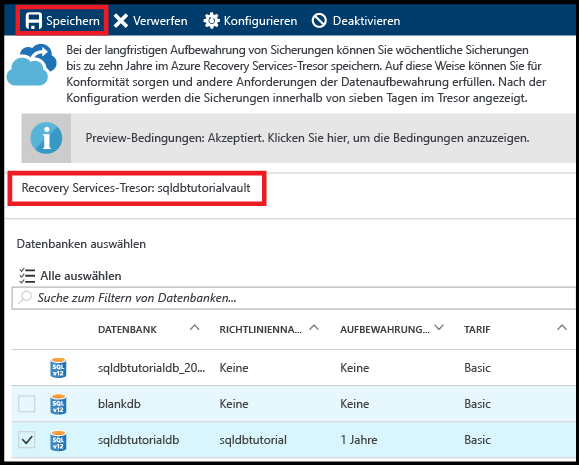 Speichern Verwerfen Konfigurieren Deaktivieren
Bei der langfristigen Aufbewahrung von Sicherungen können Sie wöchentliche Sicherungen
bis zu zehn Jahre im Azure Recovery Services-Tresor speichern. Auf diese Weise können Sie für
Konformität sorgen und andere Anforderungen der Datenaufbewahrung erfüllen. Nach der
Konfiguration werden die Sicherungen innerhalb von sieben Tagen im Tresor angezeigt.
Preview-Bedingungen: Akzeptiert. Klicken Sie hier, um die Bedingungen anzuzeigen.
Recovery Services-Tresor: sqldbtutorialvault
Datenbanken auswählen
Alle auswählen
Suche zum Filtern von Datenbanken...
DATENBANK RICHTLINIENNA... AUFBEWAHRUNG... TARIF
SQL v12 sqldbtutorialdb_20... Keine Keine Basic
SQL v12 blankdb Keine Keine Basic
SQL v12 sqldbtutorialdb sqldbtutorial 1 Jahre Basic